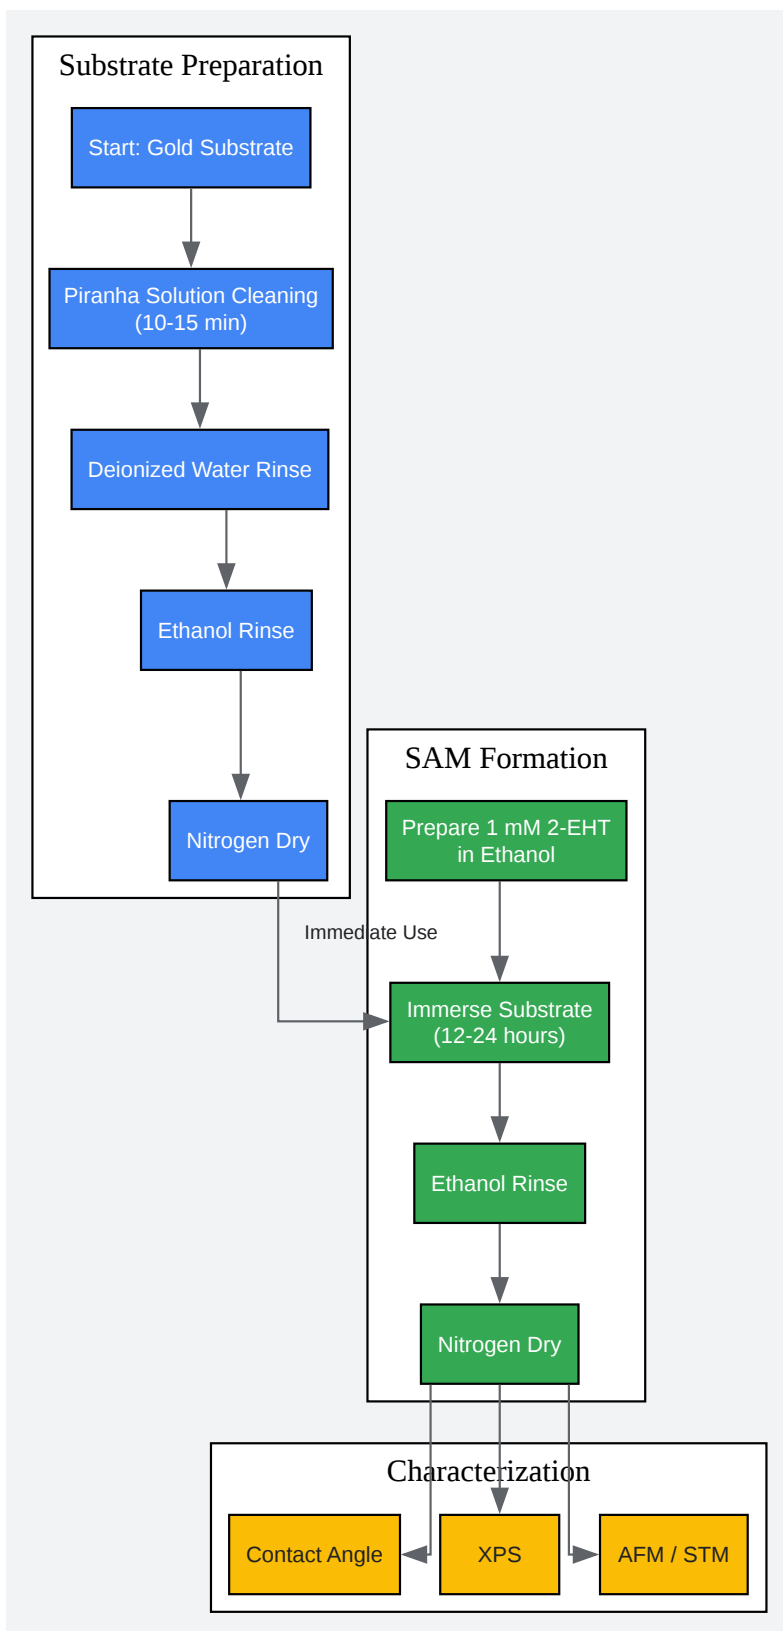 Substrate Preparation
Start: Gold Substrate
Piranha Solution Cleaning
(10-15 min)
Deionized Water Rinse
Ethanol Rinse
Nitrogen Dry
Immediate Use
SAM Formation
Prepare 1 mM 2-EHT
in Ethanol
Immerse Substrate
(12-24 hours)
Ethanol Rinse
Nitrogen Dry
Characterization
Contact Angle
XPS
AFM / STM